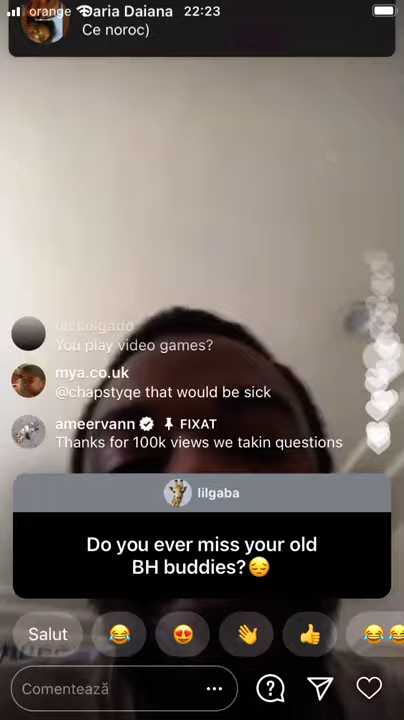 orange
Daria Daiana
22:23
Ce noroc)
nickolgado
You play video games?
mya.co.uk
@chapstyqe that would be sick
ameervann FIXAT
Thanks for 100k views we takin questions
lilgaba
Do you ever miss your old
BH buddies?😔
Salut 😂 😍 👋 👍 😂😂
Comentează ...